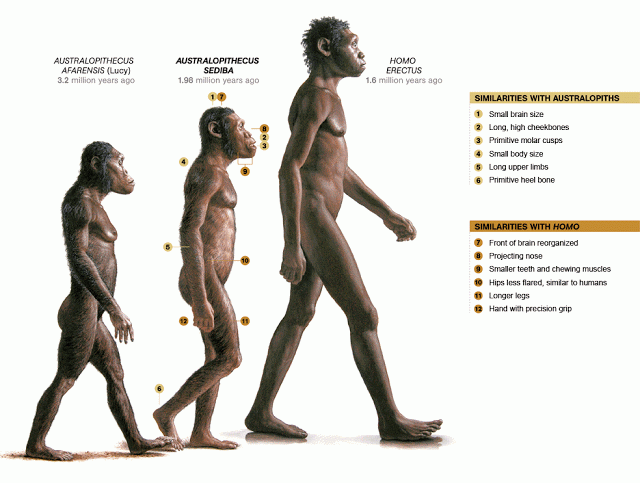 AUSTRALOPITHECUS
AFARENSIS (Lucy)
3.2 million years ago
AUSTRALOPITHECUS
SEDIBA
1.98 million years ago
HOMO
ERECTUS
1.6 million years ago
1 7
8
2
3
9
4
5
10
12
11
6
SIMILARITIES WITH AUSTRALOPITHS
1 Small brain size
2 Long, high cheekbones
3 Primitive molar cusps
4 Small body size
5 Long upper limbs
6 Primitive heel bone
SIMILARITIES WITH HOMO
7 Front of brain reorganized
8 Projecting nose
9 Smaller teeth and chewing muscles
10 Hips less flared, similar to humans
11 Longer legs
12 Hand with precision grip